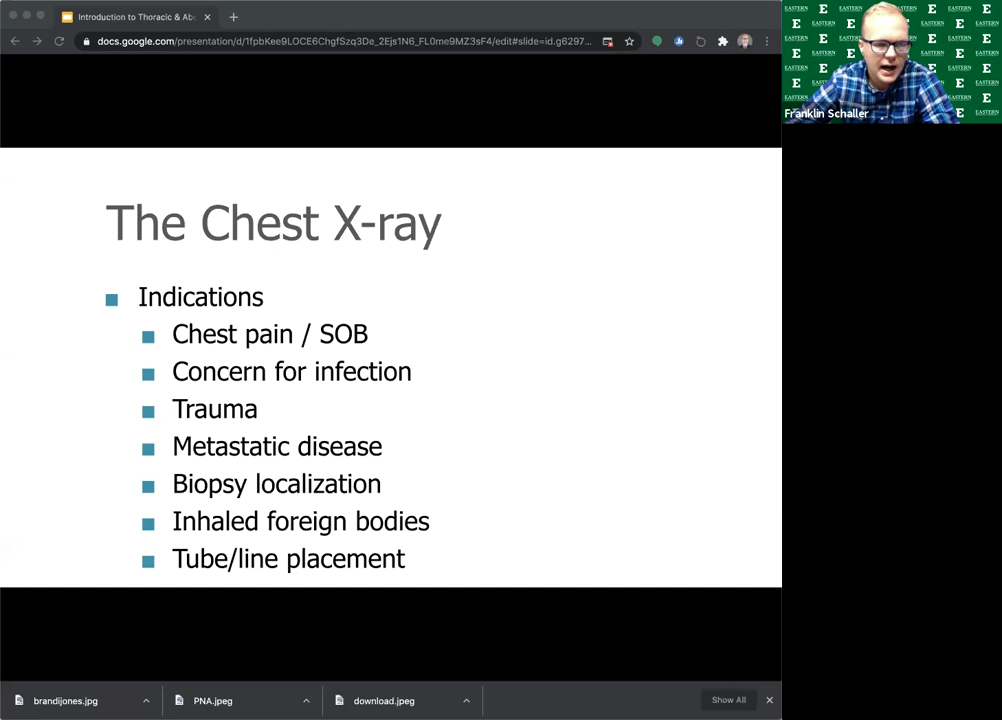 Introduction to Thoracic & Abd
docs.google.com/presentation/d/1fpbKee9LOCE6ChgfSzq3De_2Ejs1N6_FL0me9MZ3sF4/edit#slide=id.g6297...
EASTERN
E
Franklin Schaller
The Chest X-ray
Indications
Chest pain / SOB
Concern for infection
Trauma
Metastatic disease
Biopsy localization
Inhaled foreign bodies
Tube/line placement
brandijones.jpg
PNA.jpeg
download.jpeg
Show All